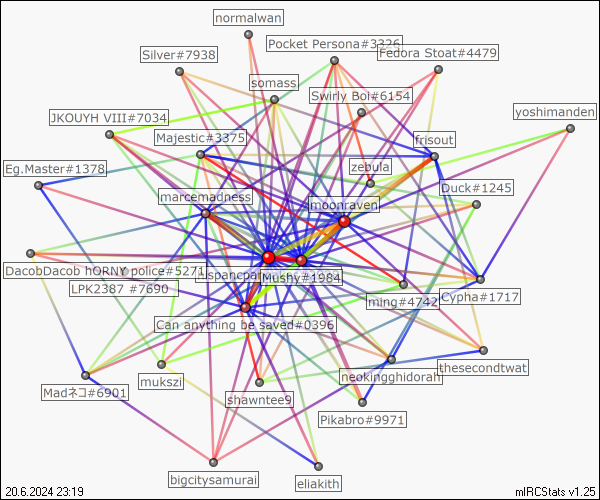 normalwan
Pocket Persona#3326
Silver#7938
Fedora Stoat#4479
somass
Swirly Boi#6154
yoshimanden
JKOUYH VIII#7034
Majestic#3375
frisout
zebula
Eg.Master#1378
Duck#1245
marcemadness
moonraven
DacobDacob hORNY police#5271
Mushy#1984
LPK2387 #7690
ming#4742
Cypha#1717
Can anything be saved#0396
thesecondtwat
neokingghidorah
mukszi
Madネコ#6901
shawntee9
Pikabro#9971
bigcitysamurai
eliakith
20.6.2024 23:19
mIRCStats v1.25